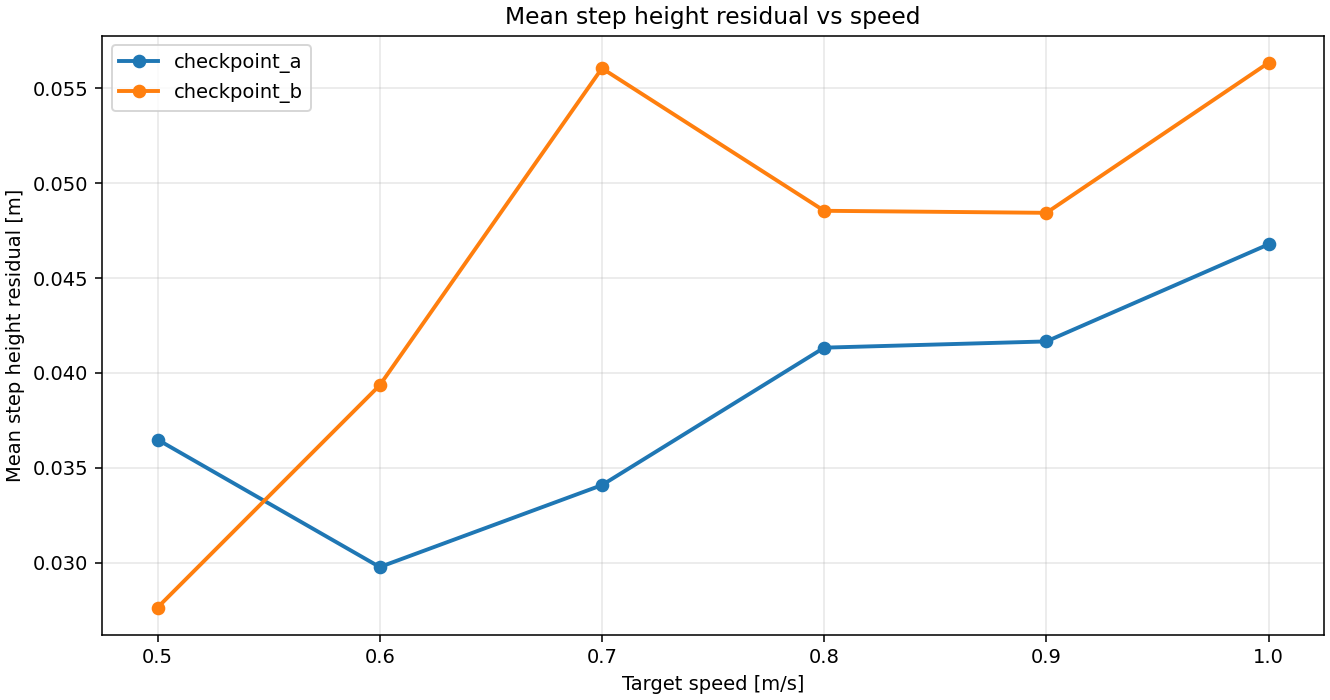 Mean step height residual vs speed
checkpoint_a
checkpoint_b
0.055
0.050
0.045
0.040
0.035
0.030
Mean step height residual [m]
0.5 0.6 0.7 0.8 0.9 1.0
Target speed [m/s]